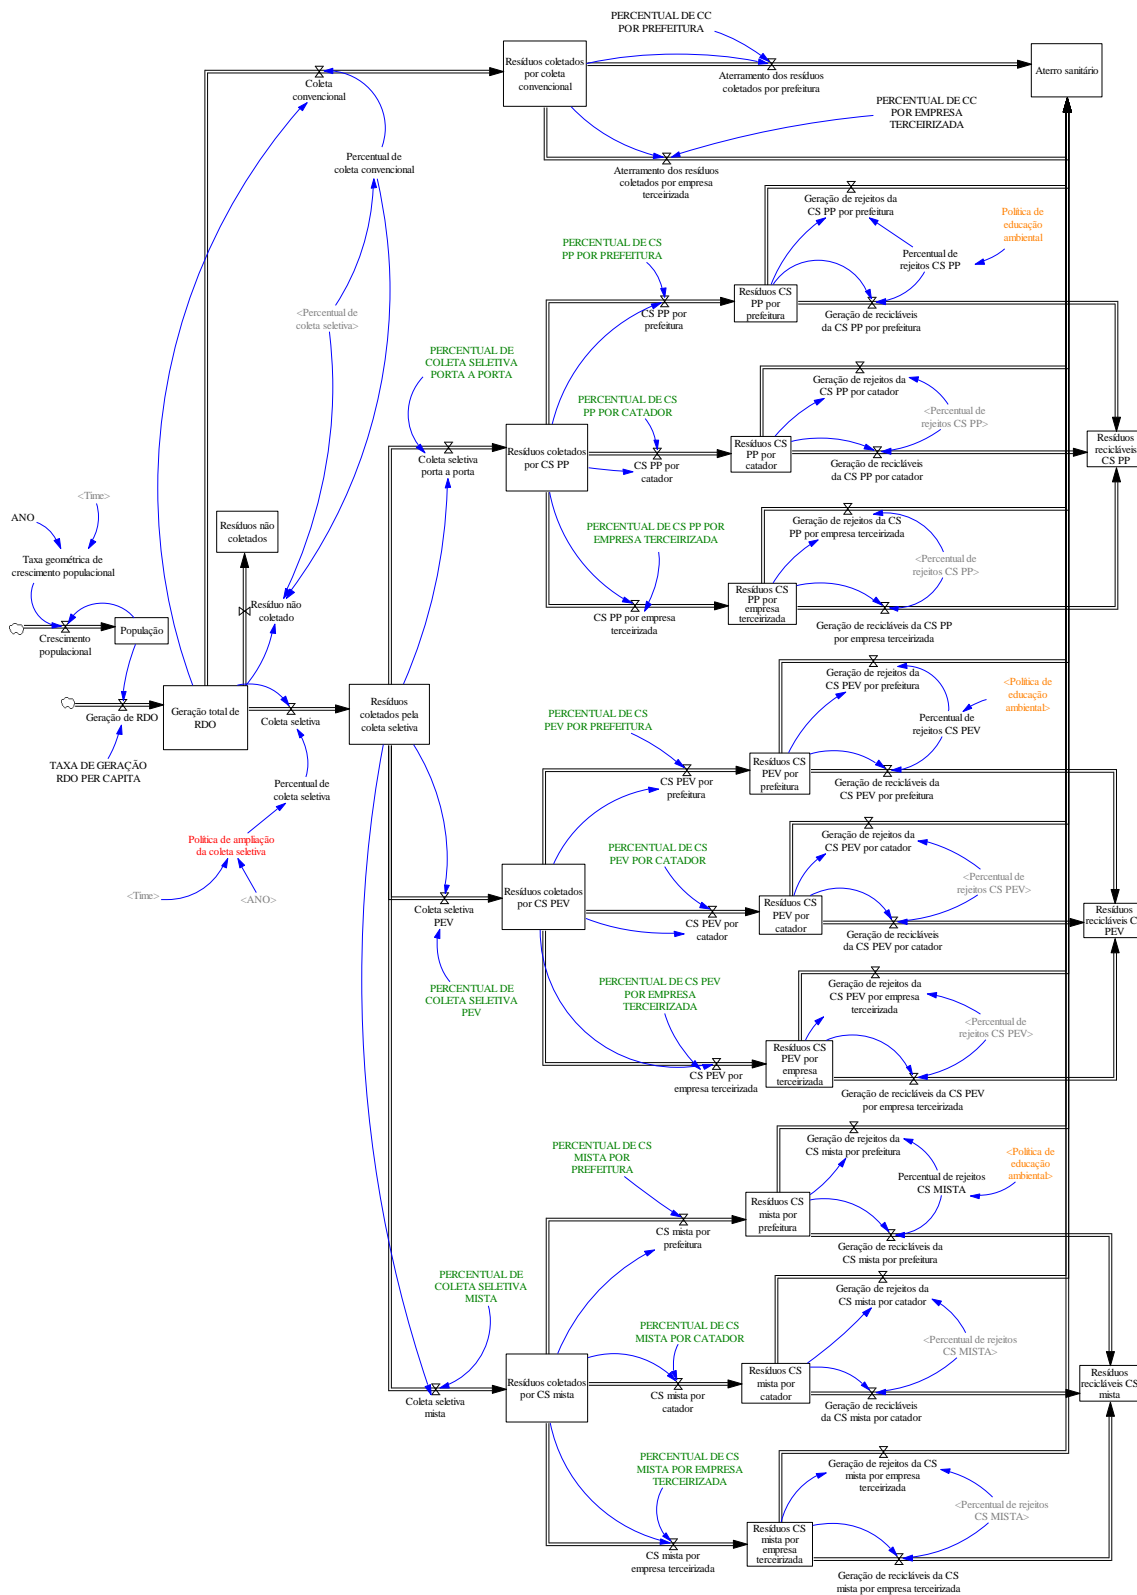 PERCENTUAL DE CC
POR PREFEITURA
Resíduos coletados
por coleta
convencional
Aterro sanitário
Coleta
convencional
Aterramento dos resíduos
coletados por prefeitura
PERCENTUAL DE CC
POR EMPRESA
TERCEIRIZADA
Percentual de
coleta convencional
Aterramento dos resíduos
coletados por empresa
terceirizada
Geração de rejeitos da
CS PP por prefeitura
Política de
educação
ambiental
PERCENTUAL DE CS
PP POR PREFEITURA
Percentual de
rejeitos CS PP
Resíduos CS
PP por
prefeitura
<Percentual de
coleta seletiva>
CS PP por
prefeitura
Geração de recicláveis
da CS PP por prefeitura
PERCENTUAL DE
COLETA SELETIVA
PORTA A PORTA
Geração de rejeitos da
CS PP por catador
PERCENTUAL DE CS
PP POR CATADOR
<Percentual de
rejeitos CS PP>
Resíduos coletados
por CS PP
Coleta seletiva
porta a porta
CS PP por
catador
Resíduos CS
PP por
catador
Geração de recicláveis
da CS PP por catador
Resíduos
recicláveis
CS PP
<Time>
ANO
Resíduos não
coletados
PERCENTUAL DE CS PP POR
EMPRESA TERCEIRIZADA
Geração de rejeitos da CS
PP por empresa terceirizada
Taxa geométrica de
crescimento populacional
<Percentual de
rejeitos CS PP>
Resíduos CS
PP por
empresa
terceirizada
Resíduo não
coletado
CS PP por empresa
terceirizada
Geração de recicláveis da CS PP
por empresa terceirizada
Crescimento
populacional
População
Geração de rejeitos da
CS PEV por prefeitura
<Política de
educação
ambiental>
Geração de RDO
Geração total de
RDO
Coleta seletiva
Resíduos
coletados pela
coleta seletiva
PERCENTUAL DE CS
PEV POR PREFEITURA
Percentual de
rejeitos CS PEV
TAXA DE GERAÇÃO
RDO PER CAPITA
CS PEV por
prefeitura
Resíduos CS
PEV por
prefeitura
Geração de recicláveis da
CS PEV por prefeitura
Percentual de
coleta seletiva
Política de ampliação
da coleta seletiva
PERCENTUAL DE CS
PEV POR CATADOR
Geração de rejeitos da
CS PEV por catador
<Percentual de
rejeitos CS PEV>
<Time>
<ANO>
Coleta seletiva
PEV
Resíduos coletados
por CS PEV
CS PEV por
catador
Resíduos CS
PEV por
catador
Geração de recicláveis
da CS PEV por catador
Resíduos
recicláveis C
PEV
PERCENTUAL DE
COLETA SELETIVA
PEV
PERCENTUAL DE CS PEV
POR EMPRESA
TERCEIRIZADA
Geração de rejeitos da
CS PEV por empresa
terceirizada
<Percentual de
rejeitos CS PEV>
CS PEV por
empresa terceirizada
Resíduos CS
PEV por
empresa
terceirizada
Geração de recicláveis da CS PEV
por empresa terceirizada
PERCENTUAL DE CS
MISTA POR
PREFEITURA
Geração de rejeitos da
CS mista por prefeitura
<Política de
educação
ambiental>
Percentual de rejeitos
CS MISTA
CS mista por
prefeitura
Resíduos CS
mista por
prefeitura
Geração de recicláveis da
CS mista por prefeitura
PERCENTUAL DE
COLETA SELETIVA
MISTA
Geração de rejeitos da
CS mista por catador
PERCENTUAL DE CS
MISTA POR CATADOR
<Percentual de rejeitos
CS MISTA>
Coleta seletiva
mista
Resíduos coletados
por CS mista
CS mista por
catador
Resíduos CS
mista por
catador
Geração de recicláveis
da CS mista por catador
Resíduos
recicláveis CS
mista
PERCENTUAL DE CS
MISTA POR EMPRESA
TERCEIRIZADA
Geração de rejeitos da CS
mista por empresa
terceirizada
<Percentual de rejeitos
CS MISTA>
CS mista por
empresa terceirizada
Resíduos CS
mista por
empresa
terceirizada
Geração de recicláveis da CS
mista por empresa terceirizada